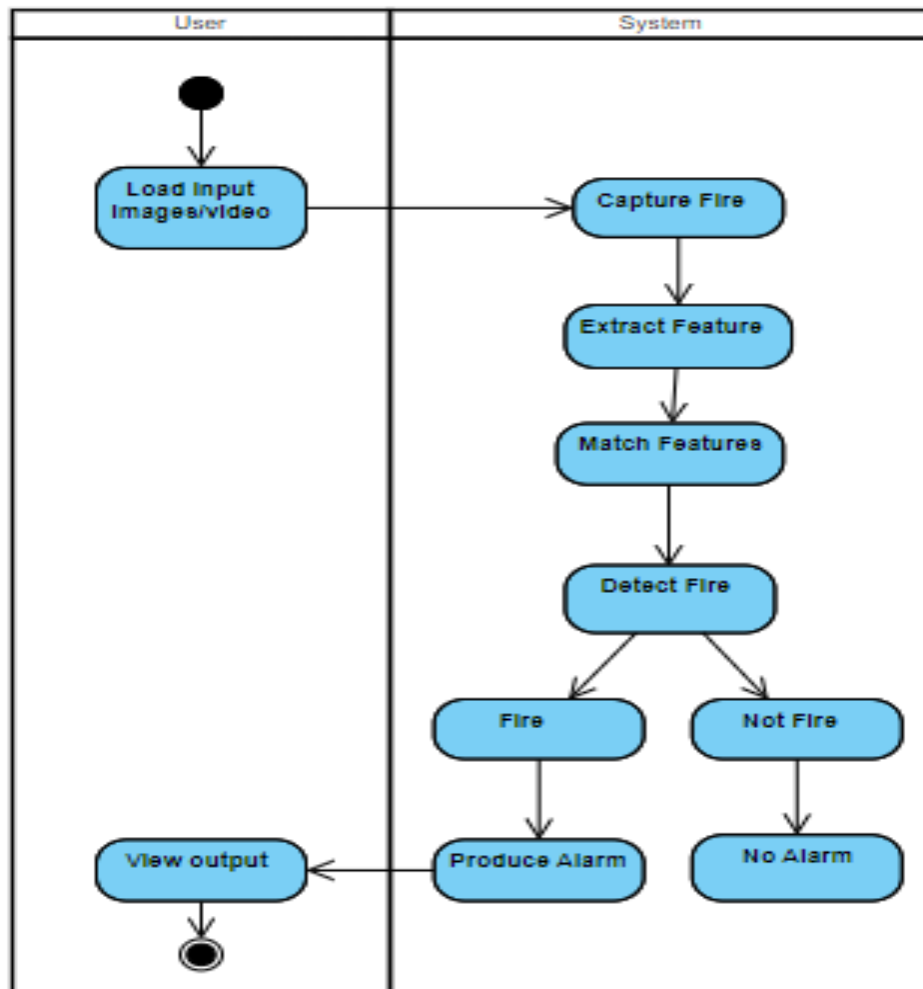 User
System
Load Input
Images/video
Capture Fire
Extract Feature
Match Features
Detect Fire
Fire
Not Fire
View output
Produce Alarm
No Alarm